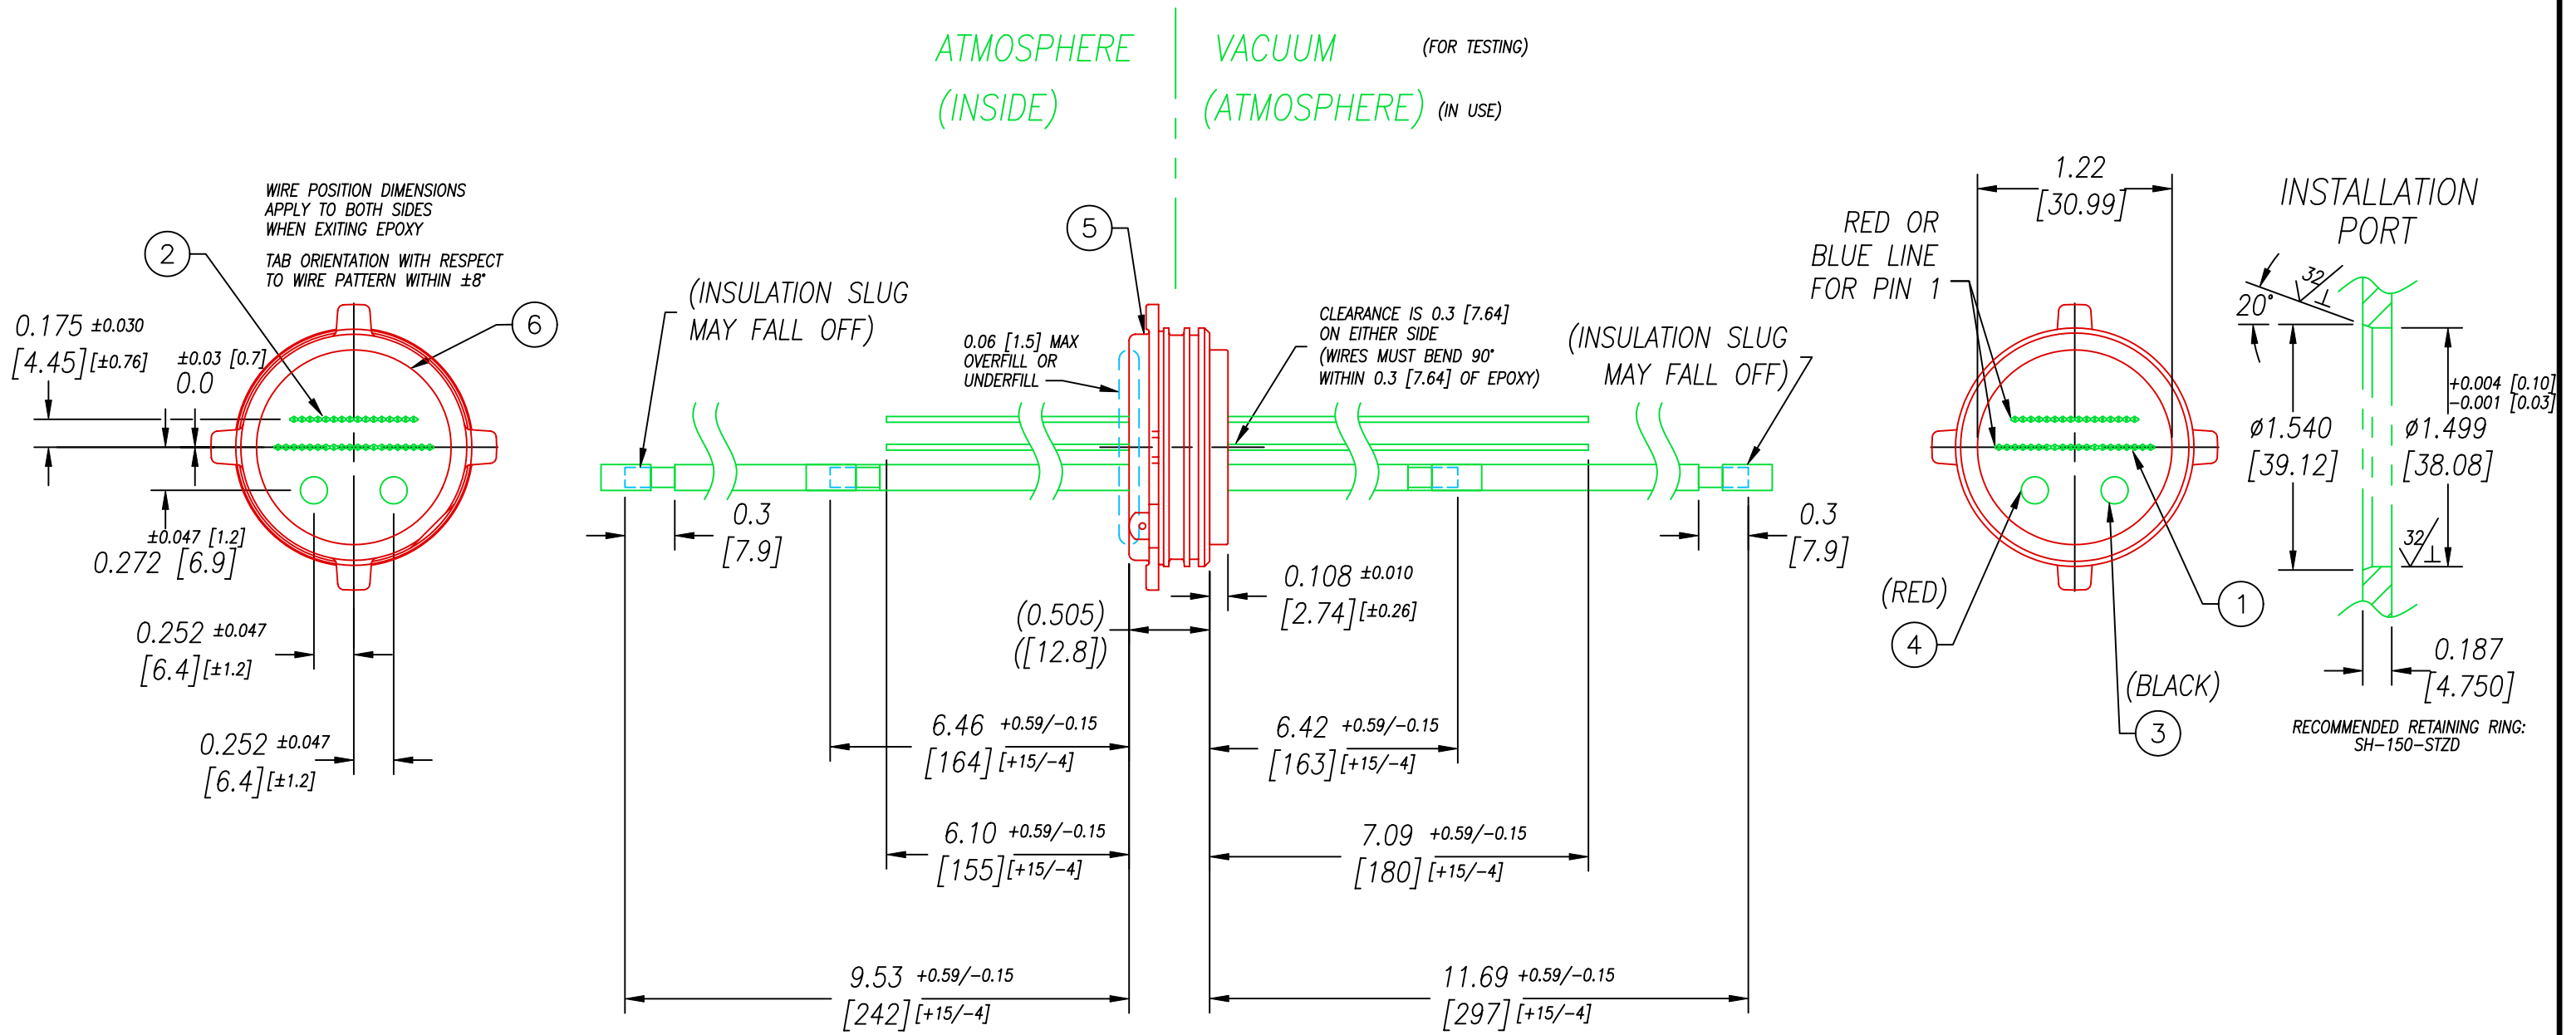 ATMOSPHERE
(INSIDE)
VACUUM (FOR TESTING)
(ATMOSPHERE) (IN USE)
WIRE POSITION DIMENSIONS
APPLY TO BOTH SIDES
WHEN EXITING EPOXY
TAB ORIENTATION WITH RESPECT
TO WIRE PATTERN WITHIN ±8°
2
6
0.175 ±0.030
[4.45][±0.76]
±0.03 [0.7]
0.0
±0.047 [1.2]
0.272 [6.9]
0.252 ±0.047
[6.4][±1.2]
0.252 ±0.047
[6.4][±1.2]
(INSULATION SLUG
MAY FALL OFF)
5
0.06 [1.5] MAX
OVERFILL OR
UNDERFILL
CLEARANCE IS 0.3 [7.64]
ON EITHER SIDE
(WIRES MUST BEND 90°
WITHIN 0.3 [7.64] OF EPOXY)
(INSULATION SLUG
MAY FALL OFF)
0.3
[7.9]
0.3
[7.9]
0.108 ±0.010
[2.74][±0.26]
(0.505)
([12.8])
6.46 +0.59/-0.15
[164][+15/-4]
6.42 +0.59/-0.15
[163][+15/-4]
6.10 +0.59/-0.15
[155][+15/-4]
7.09 +0.59/-0.15
[180][+15/-4]
9.53 +0.59/-0.15
[242][+15/-4]
11.69 +0.59/-0.15
[297][+15/-4]
1.22
[30.99]
RED OR
BLUE LINE
FOR PIN 1
(RED)
4
(BLACK)
3
1
INSTALLATION
PORT
32
20°
+0.004 [0.10]
-0.001 [0.03]
ø1.540
[39.12]
ø1.499
[38.08]
32
0.187
[4.750]
RECOMMENDED RETAINING RING:
SH-150-STZD